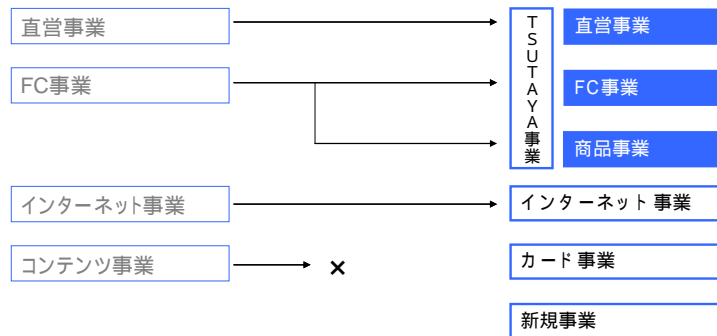 直営事業
FC事業
インターネット事業
コンテンツ事業
×
TSUTAYA事業
直営事業
FC事業
商品事業
インターネット 事業
カード 事業
新規事業